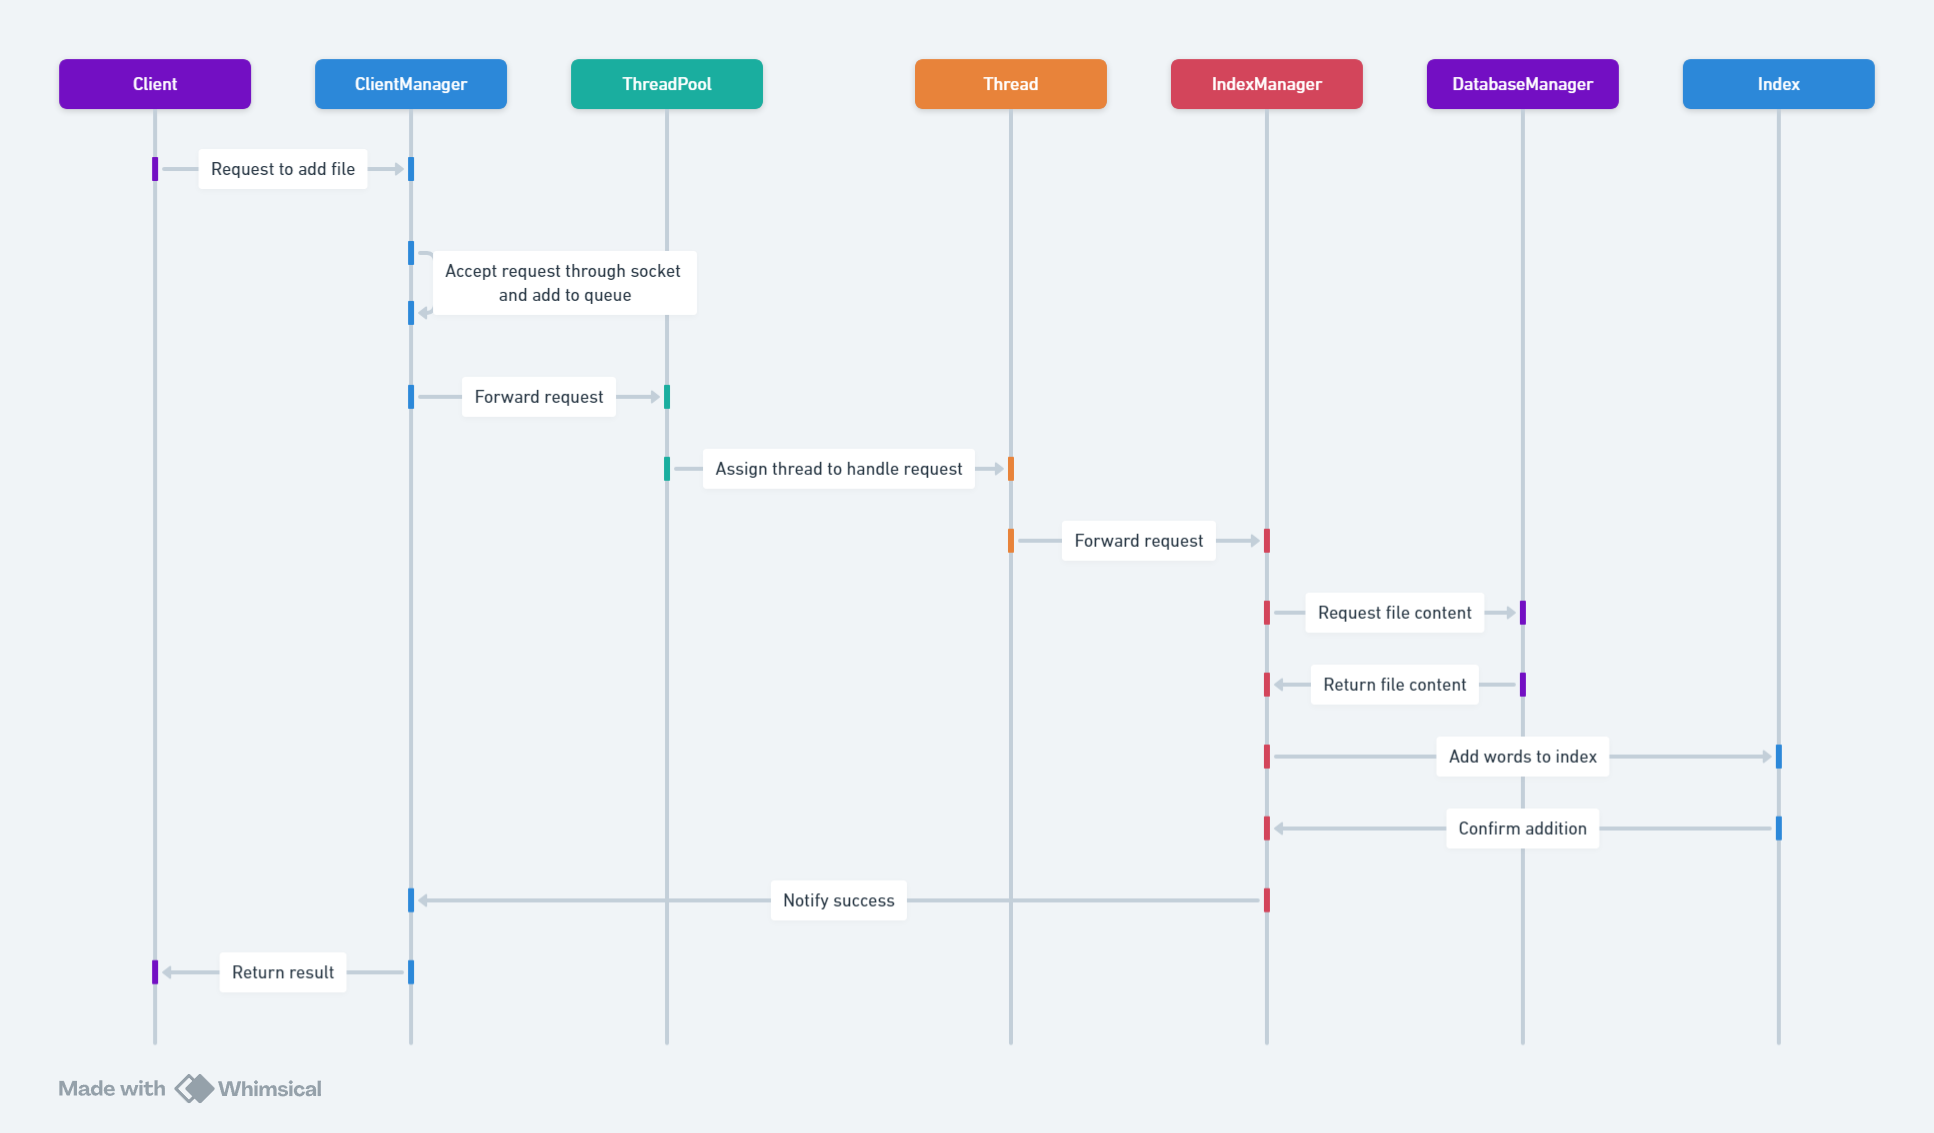 Client
ClientManager
ThreadPool
Thread
IndexManager
DatabaseManager
Index
Request to add file
Accept request through socket
and add to queue
Forward request
Assign thread to handle request
Forward request
Request file content
Return file content
Add words to index
Confirm addition
Notify success
Return result
Made with Whimsical